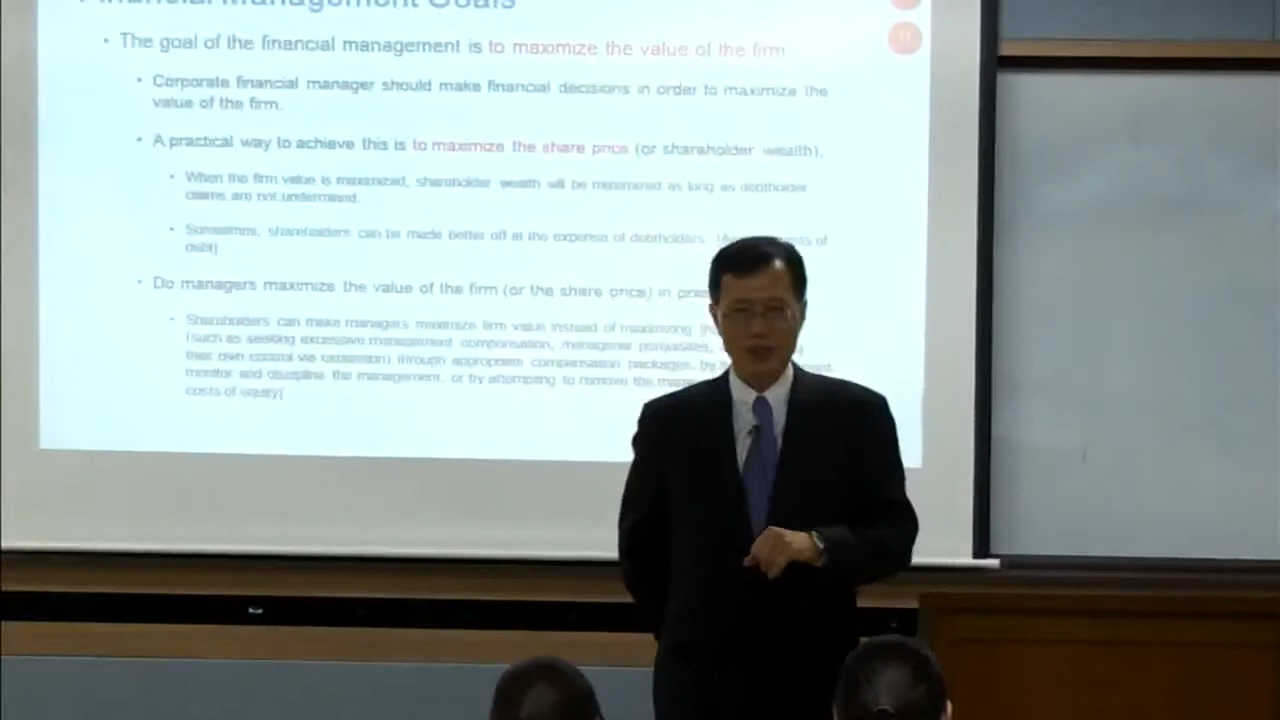 Financial Management Goals
• The goal of the financial management is to maximize the value of the firm
• Corporate financial manager should make financial decisions in order to maximize the
value of the firm.
• A practical way to achieve this is to maximize the share price (or shareholder wealth).
• When the firm value is maximized, shareholder wealth will be maximized as long as debtholder
claims are not undermined.
• Sometimes, shareholders can be made better off at the expense of debtholders. of
debt]
• Do managers maximize the value of the firm (or the share price) in
• Shareholders can make managers maximize firm value instead of maximizing
(such as seeking excessive management compensation, managerial perquisites,
their own control via extension) through appropriate compensation packages, by
monitor and discipline the management, or by attempting to remove the
costs of equity]